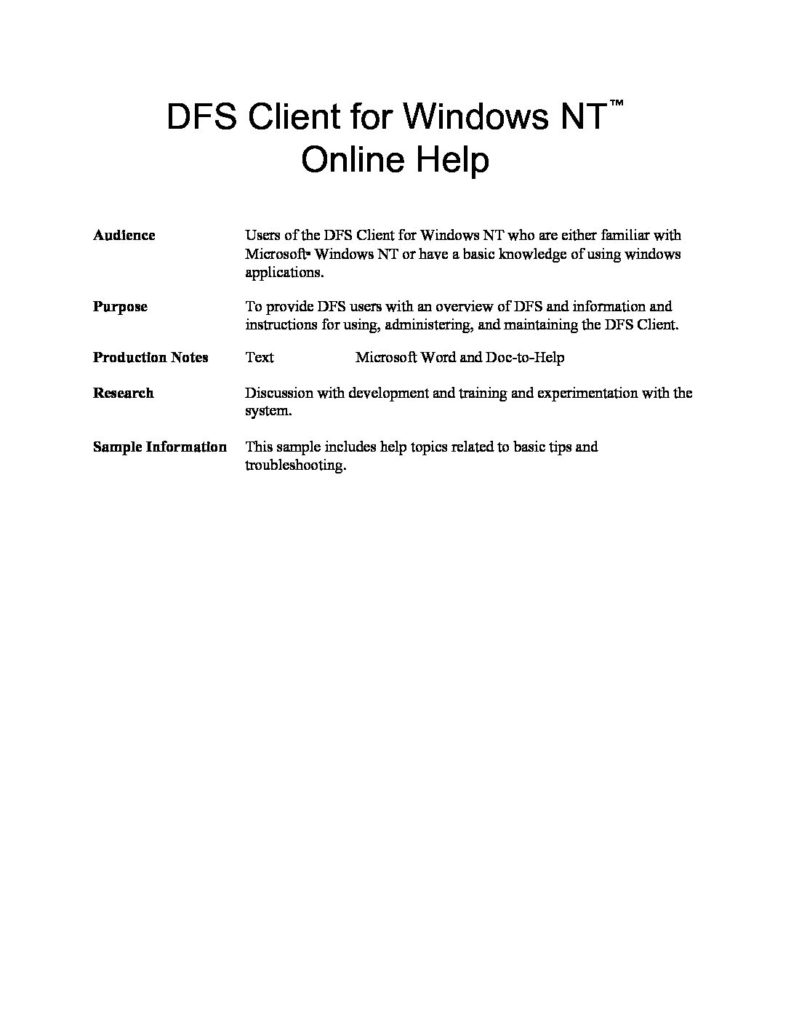 DFS Client for Windows NT™
Online Help
Audience Users of the DFS Client for Windows NT who are either familiar with
Microsoft® Windows NT or have a basic knowledge of using windows
applications.
Purpose To provide DFS users with an overview of DFS and information and
instructions for using, administering, and maintaining the DFS Client.
Production Notes Text Microsoft Word and Doc-to-Help
Research Discussion with development and training and experimentation with the
system.
Sample Information This sample includes help topics related to basic tips and
troubleshooting.